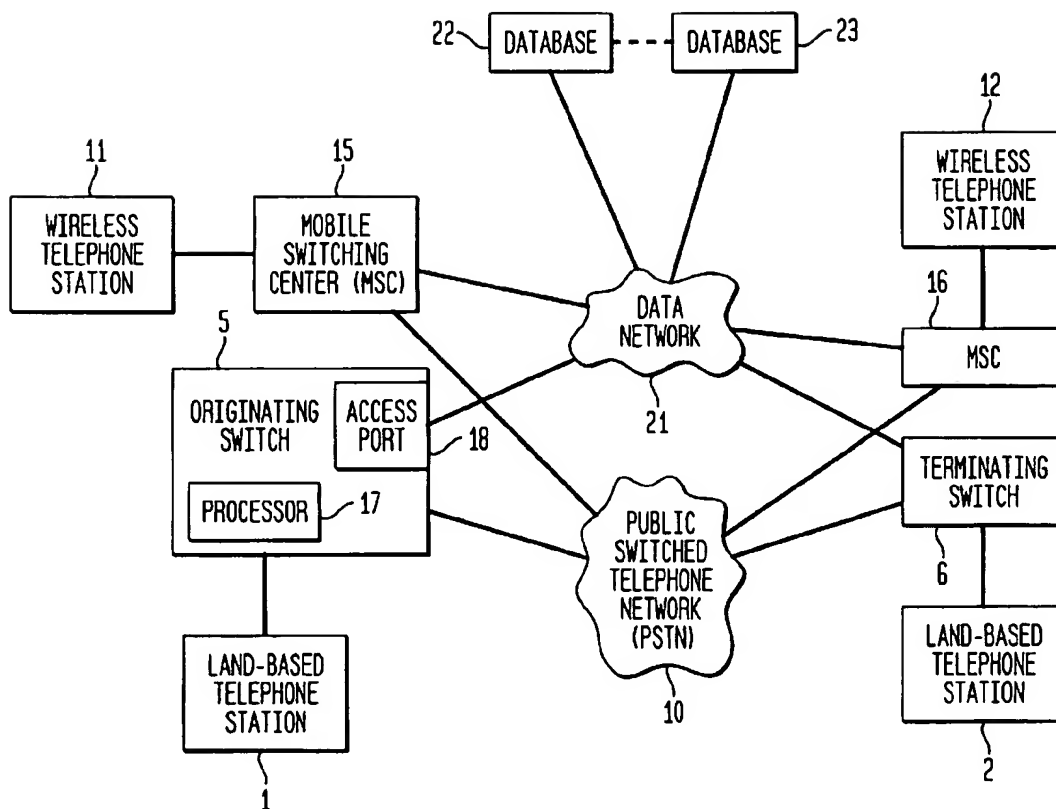 22
DATABASE
DATABASE
23
11
WIRELESS
TELEPHONE
STATION
15
MOBILE
SWITCHING
CENTER (MSC)
12
WIRELESS
TELEPHONE
STATION
DATA
NETWORK
21
16
MSC
5
ORIGINATING
SWITCH
ACCESS
PORT
18
PROCESSOR
17
PUBLIC
SWITCHED
TELEPHONE
NETWORK
(PSTN)
10
TERMINATING
SWITCH
6
LAND-BASED
TELEPHONE
STATION
1
LAND-BASED
TELEPHONE
STATION
2